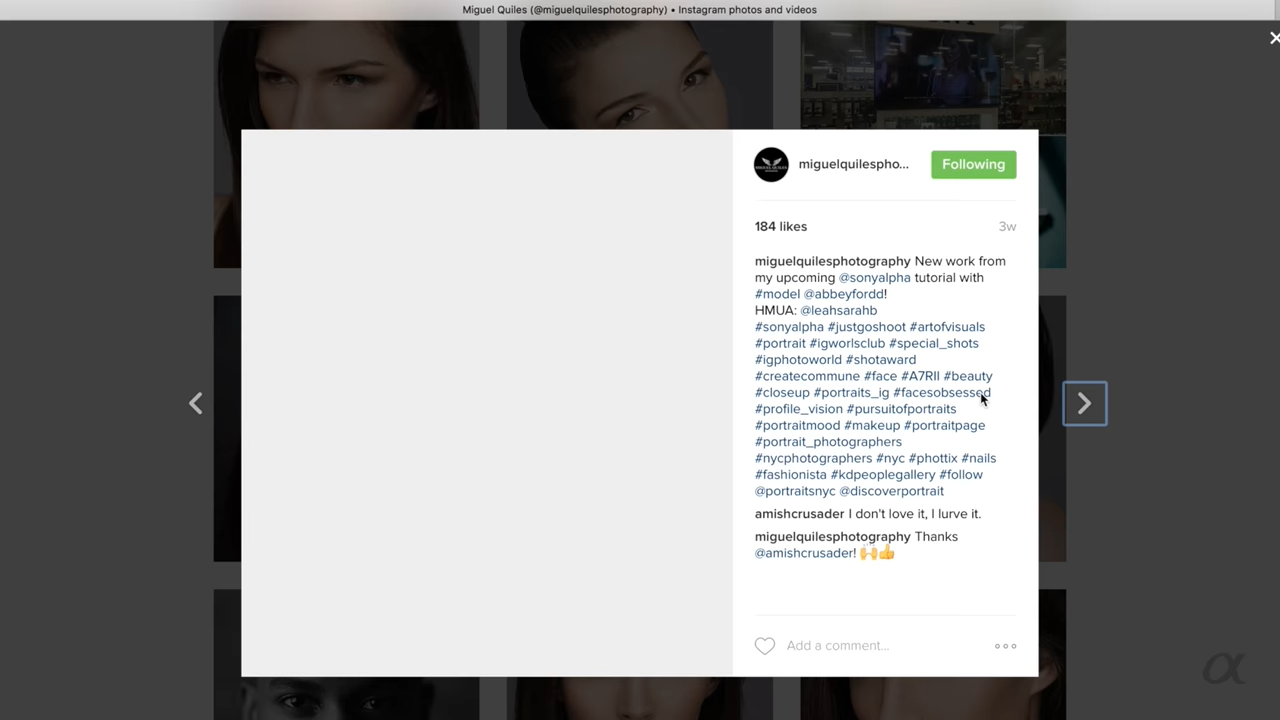 Miguel Quiles (@miguelquilesphotography) • Instagram photos and videos
miguelquilespho...
Following
184 likes
3w
miguelquilesphotography New work from
my upcoming @sonyalpha tutorial with
#model @abbeyfordd!
HMUA: @leahsarahb
#sonyalpha #justgoshoot #artofvisuals
#portrait #igworlsclub #special_shots
#igphotoworld #shotaward
#createcommune #face #A7RII #beauty
#closeup #portraits_ig #facesobsessed
#profile_vision #pursuitofportraits
#portraitmood #makeup #portraitpage
#portrait_photographers
#nycphotographers #nyc #phottix #nails
#fashionista #kdpeoplegallery #follow
@portraitsnyc @discoverportrait
amishcrusader I don't love it, I lurve it.
miguelquilesphotography Thanks
@amishcrusader! 🙌👍
Add a comment...
α